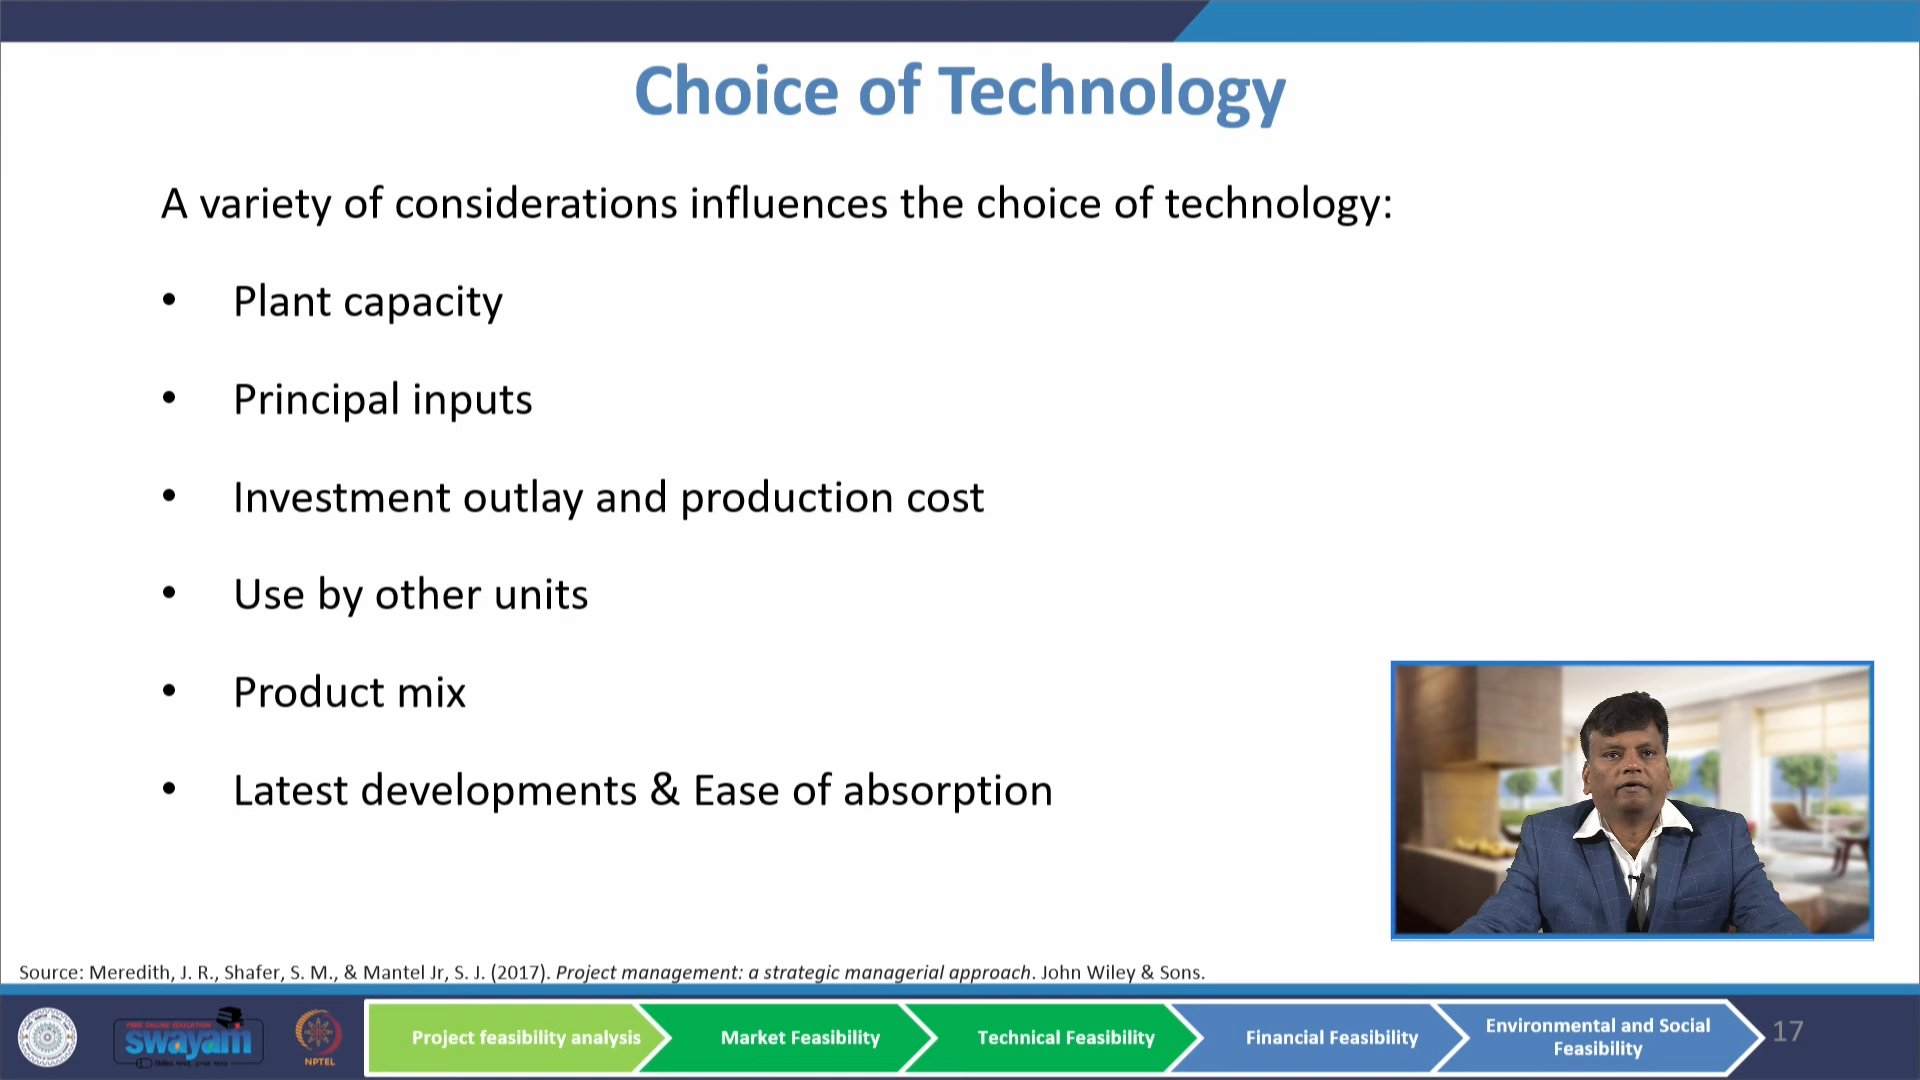 Choice of Technology
A variety of considerations influences the choice of technology:
• Plant capacity
• Principal inputs
• Investment outlay and production cost
• Use by other units
• Product mix
• Latest developments & Ease of absorption
Source: Meredith, J. R., Shafer, S. M., & Mantel Jr, S. J. (2017). Project management: a strategic managerial approach. John Wiley & Sons.
FREE ONLINE EDUCATION
swayam
NPTEL
Project feasibility analysis
Market Feasibility
Technical Feasibility
Financial Feasibility
Environmental and Social
Feasibility
17